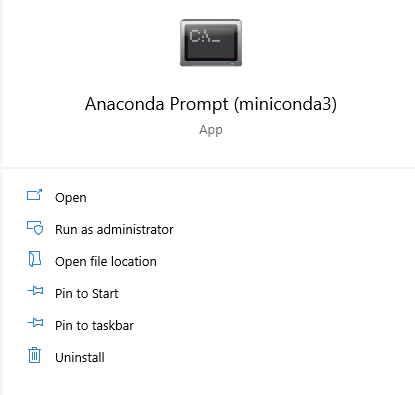 C:\_
Anaconda Prompt (miniconda3)
App
Open
Run as administrator
Open file location
Pin to Start
Pin to taskbar
Uninstall